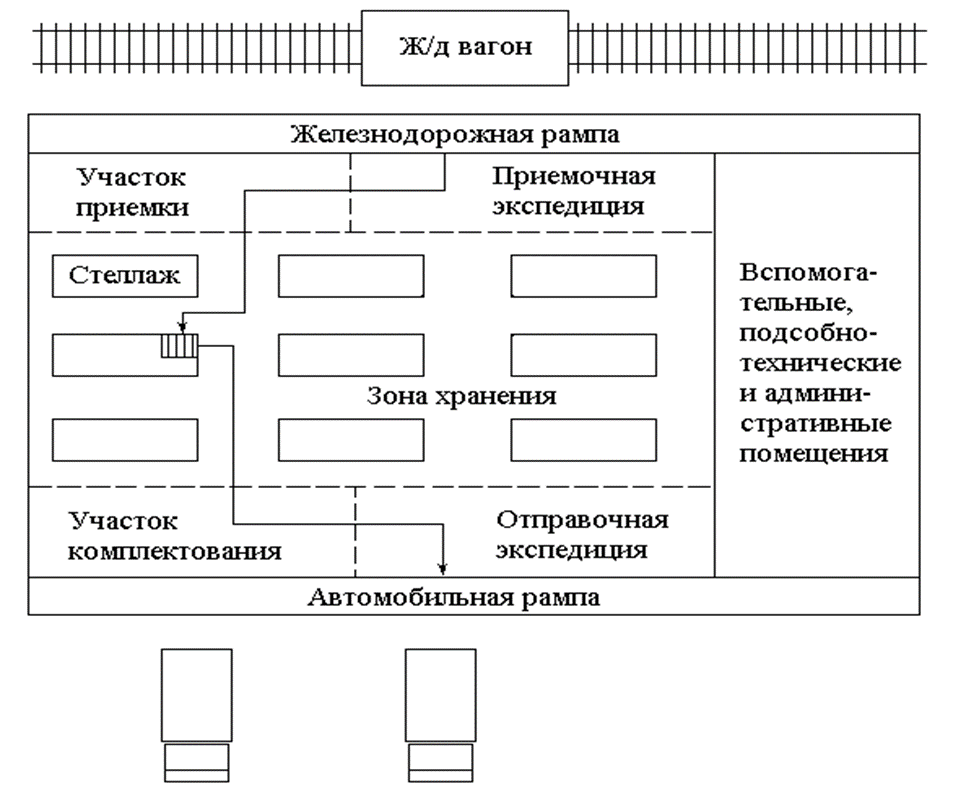 Ж/д вагон
Железнодорожная рампа
Участок
приемки
Приемочная
экспедиция
Стеллаж
Вспомога-
тельные,
подсобно-
технические
и админи-
стративные
помещения
Зона хранения
Участок
комплектования
Отправочная
экспедиция
Автомобильная рампа